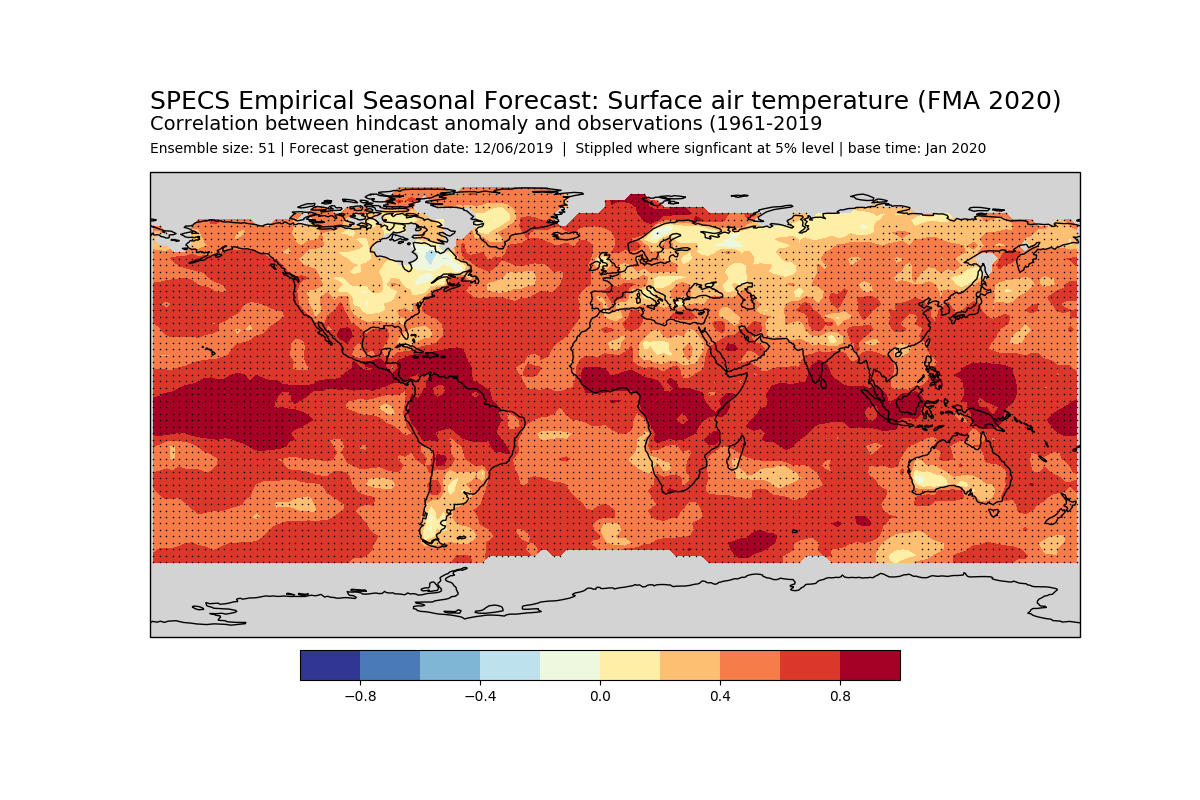 SPECS Empirical Seasonal Forecast: Surface air temperature (FMA 2020)
Correlation between hindcast anomaly and observations (1961-2019
Ensemble size: 51 | Forecast generation date: 12/06/2019 | Stippled where signficant at 5% level | base time: Jan 2020
−0.8 −0.4 0.0 0.4 0.8